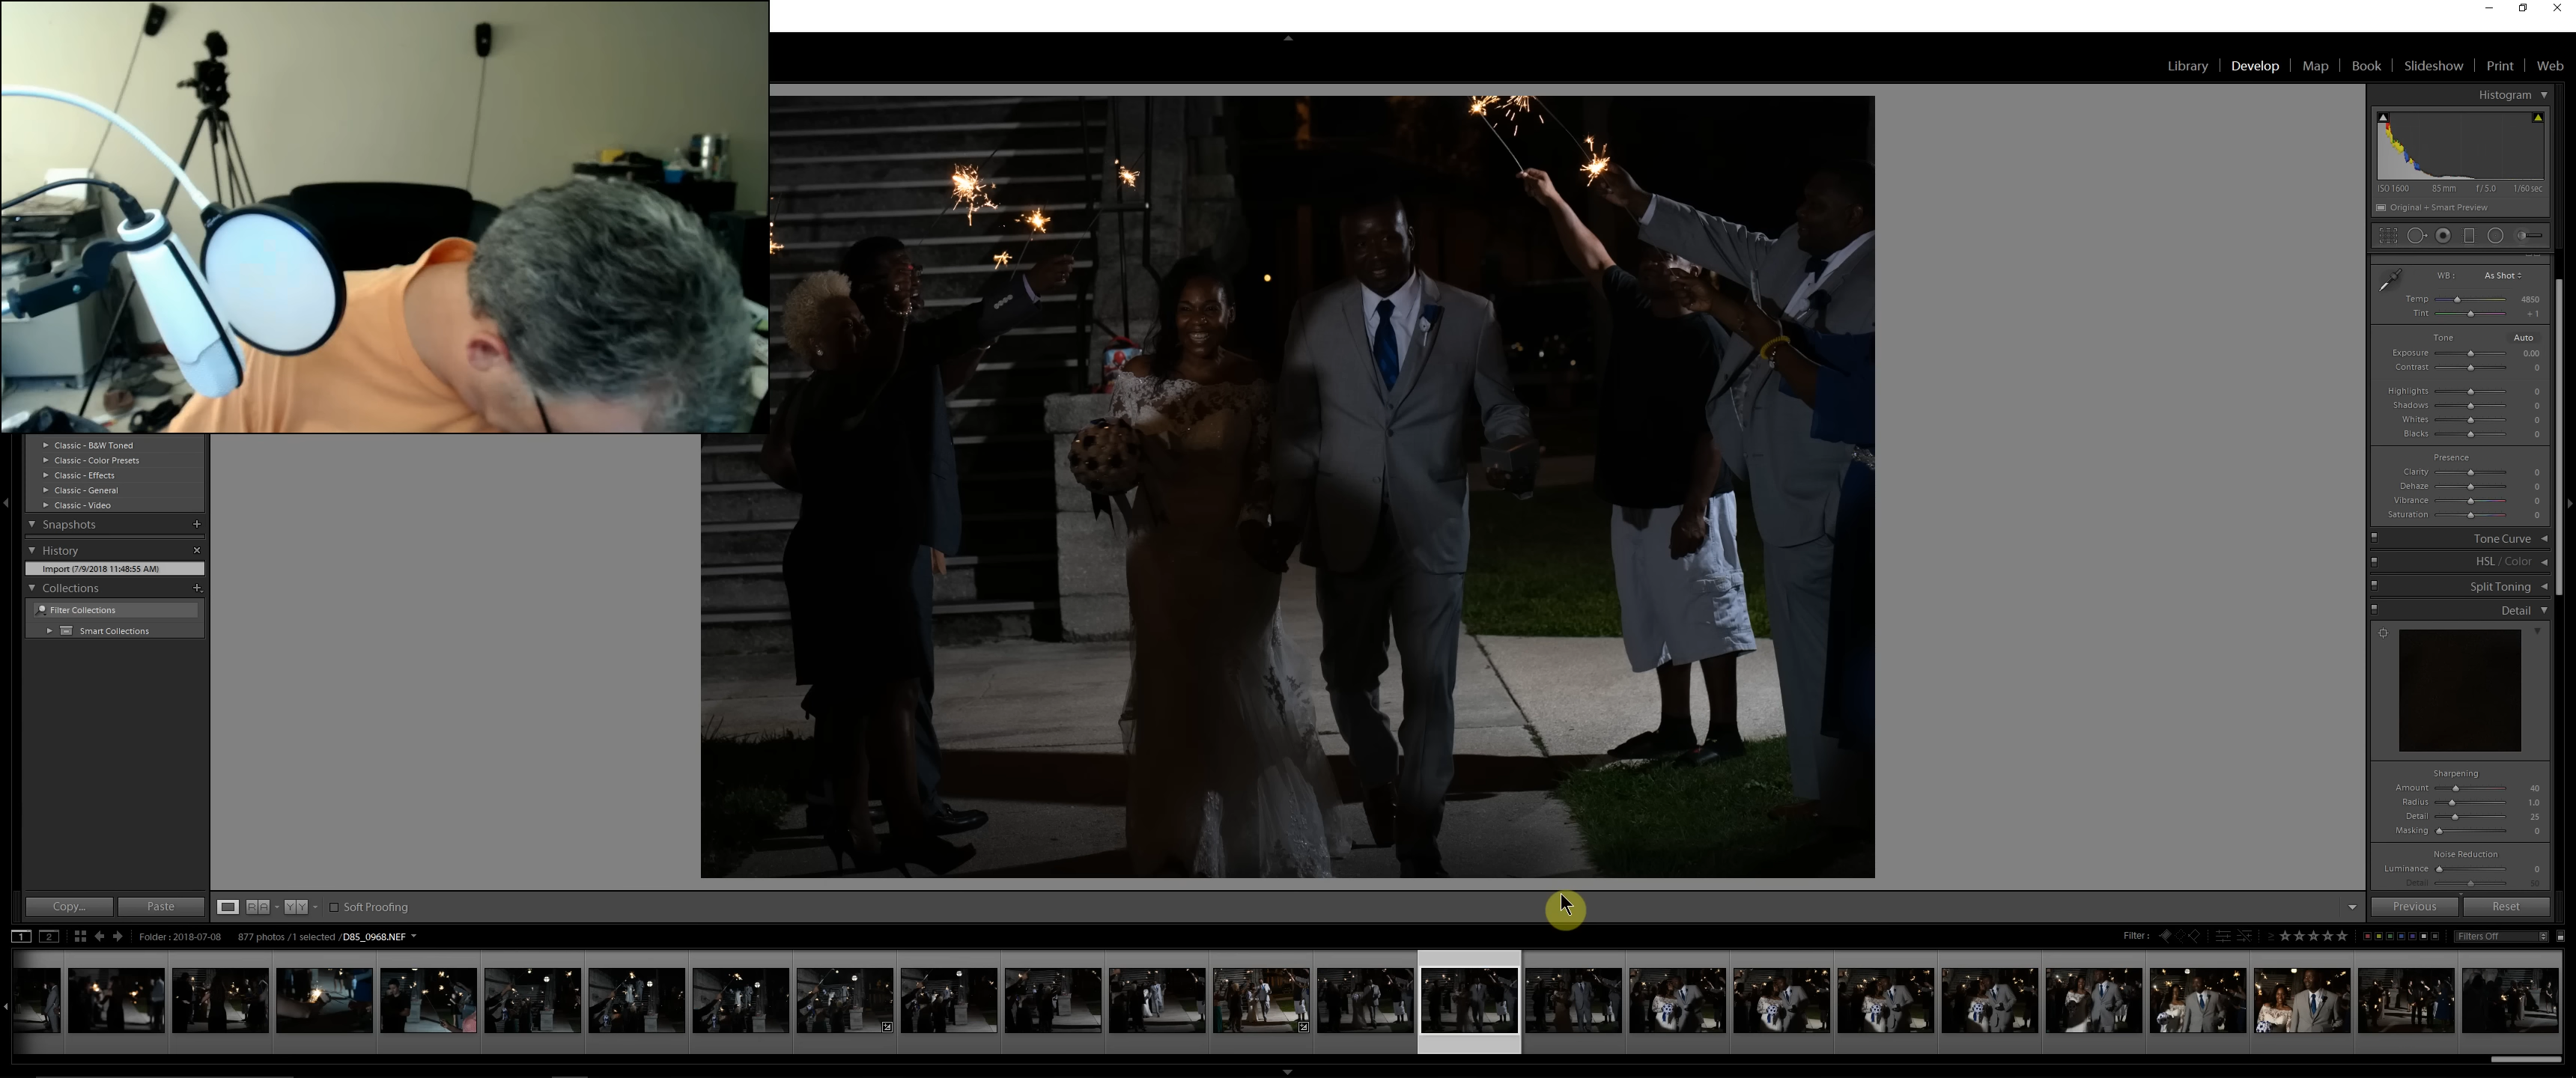 Library | Develop | Map | Book | Slideshow | Print | Web
Histogram
ISO 1600 85 mm f / 5.0 1/60 sec
Original + Smart Preview
WB : As Shot
Temp 4850
Tint + 1
Tone Auto
Exposure 0.00
Contrast 0
Highlights 0
Shadows 0
Whites 0
Blacks 0
Presence
Clarity 0
Dehaze 0
Vibrance 0
Saturation 0
Tone Curve
HSL / Color
Split Toning
Detail
Sharpening
Amount 40
Radius 1.0
Detail 25
Masking 0
Noise Reduction
Luminance 0
Detail 50
Previous Reset
Classic - B&W Toned
Classic - Color Presets
Classic - Effects
Classic - General
Classic - Video
Snapshots
History
Import (7/9/2018 11:48:55 AM)
Collections
Filter Collections
Smart Collections
Copy... Paste
Soft Proofing
1 2 Folder : 2018-07-08 877 photos / 1 selected / D85_0968.NEF
Filter : Filters Off